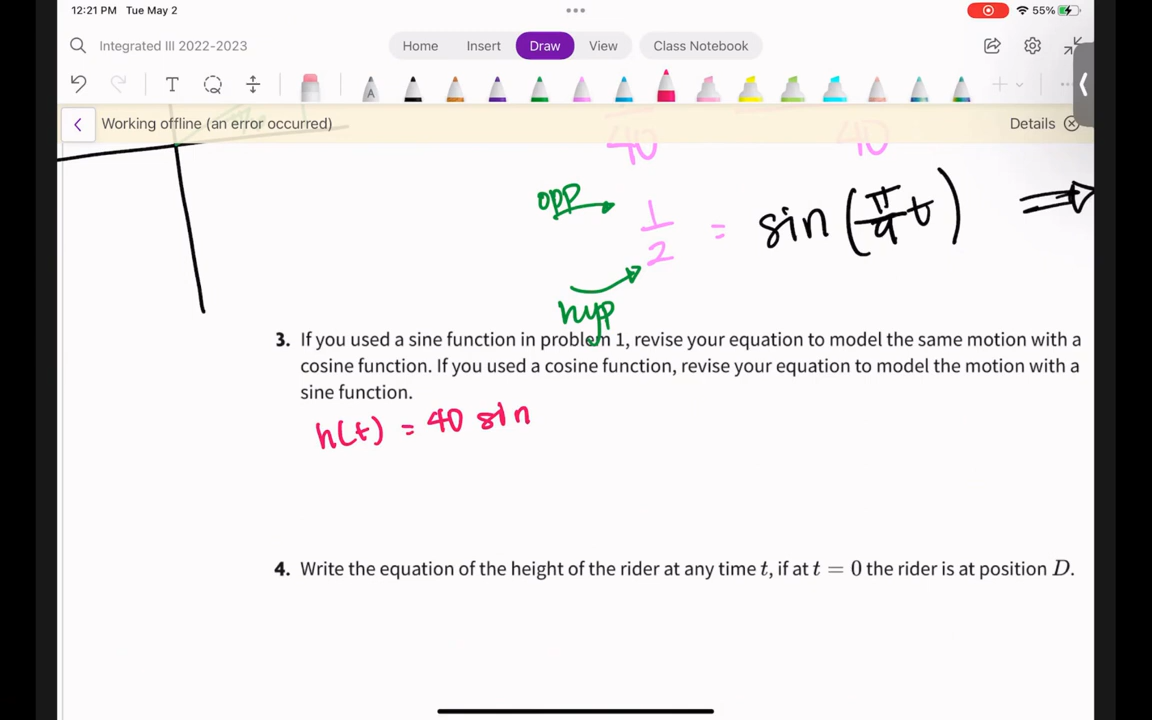 12:21 PM Tue May 2
55%
Integrated III 2022-2023
Home Insert Draw View Class Notebook
T
A
Working offline (an error occurred)
Details
40 40
opp
1/2 = sin(π/9 t)
hyp
3. If you used a sine function in problem 1, revise your equation to model the same motion with a
cosine function. If you used a cosine function, revise your equation to model the motion with a
sine function.
h(t) = 40 sin
4. Write the equation of the height of the rider at any time t, if at t = 0 the rider is at position D.